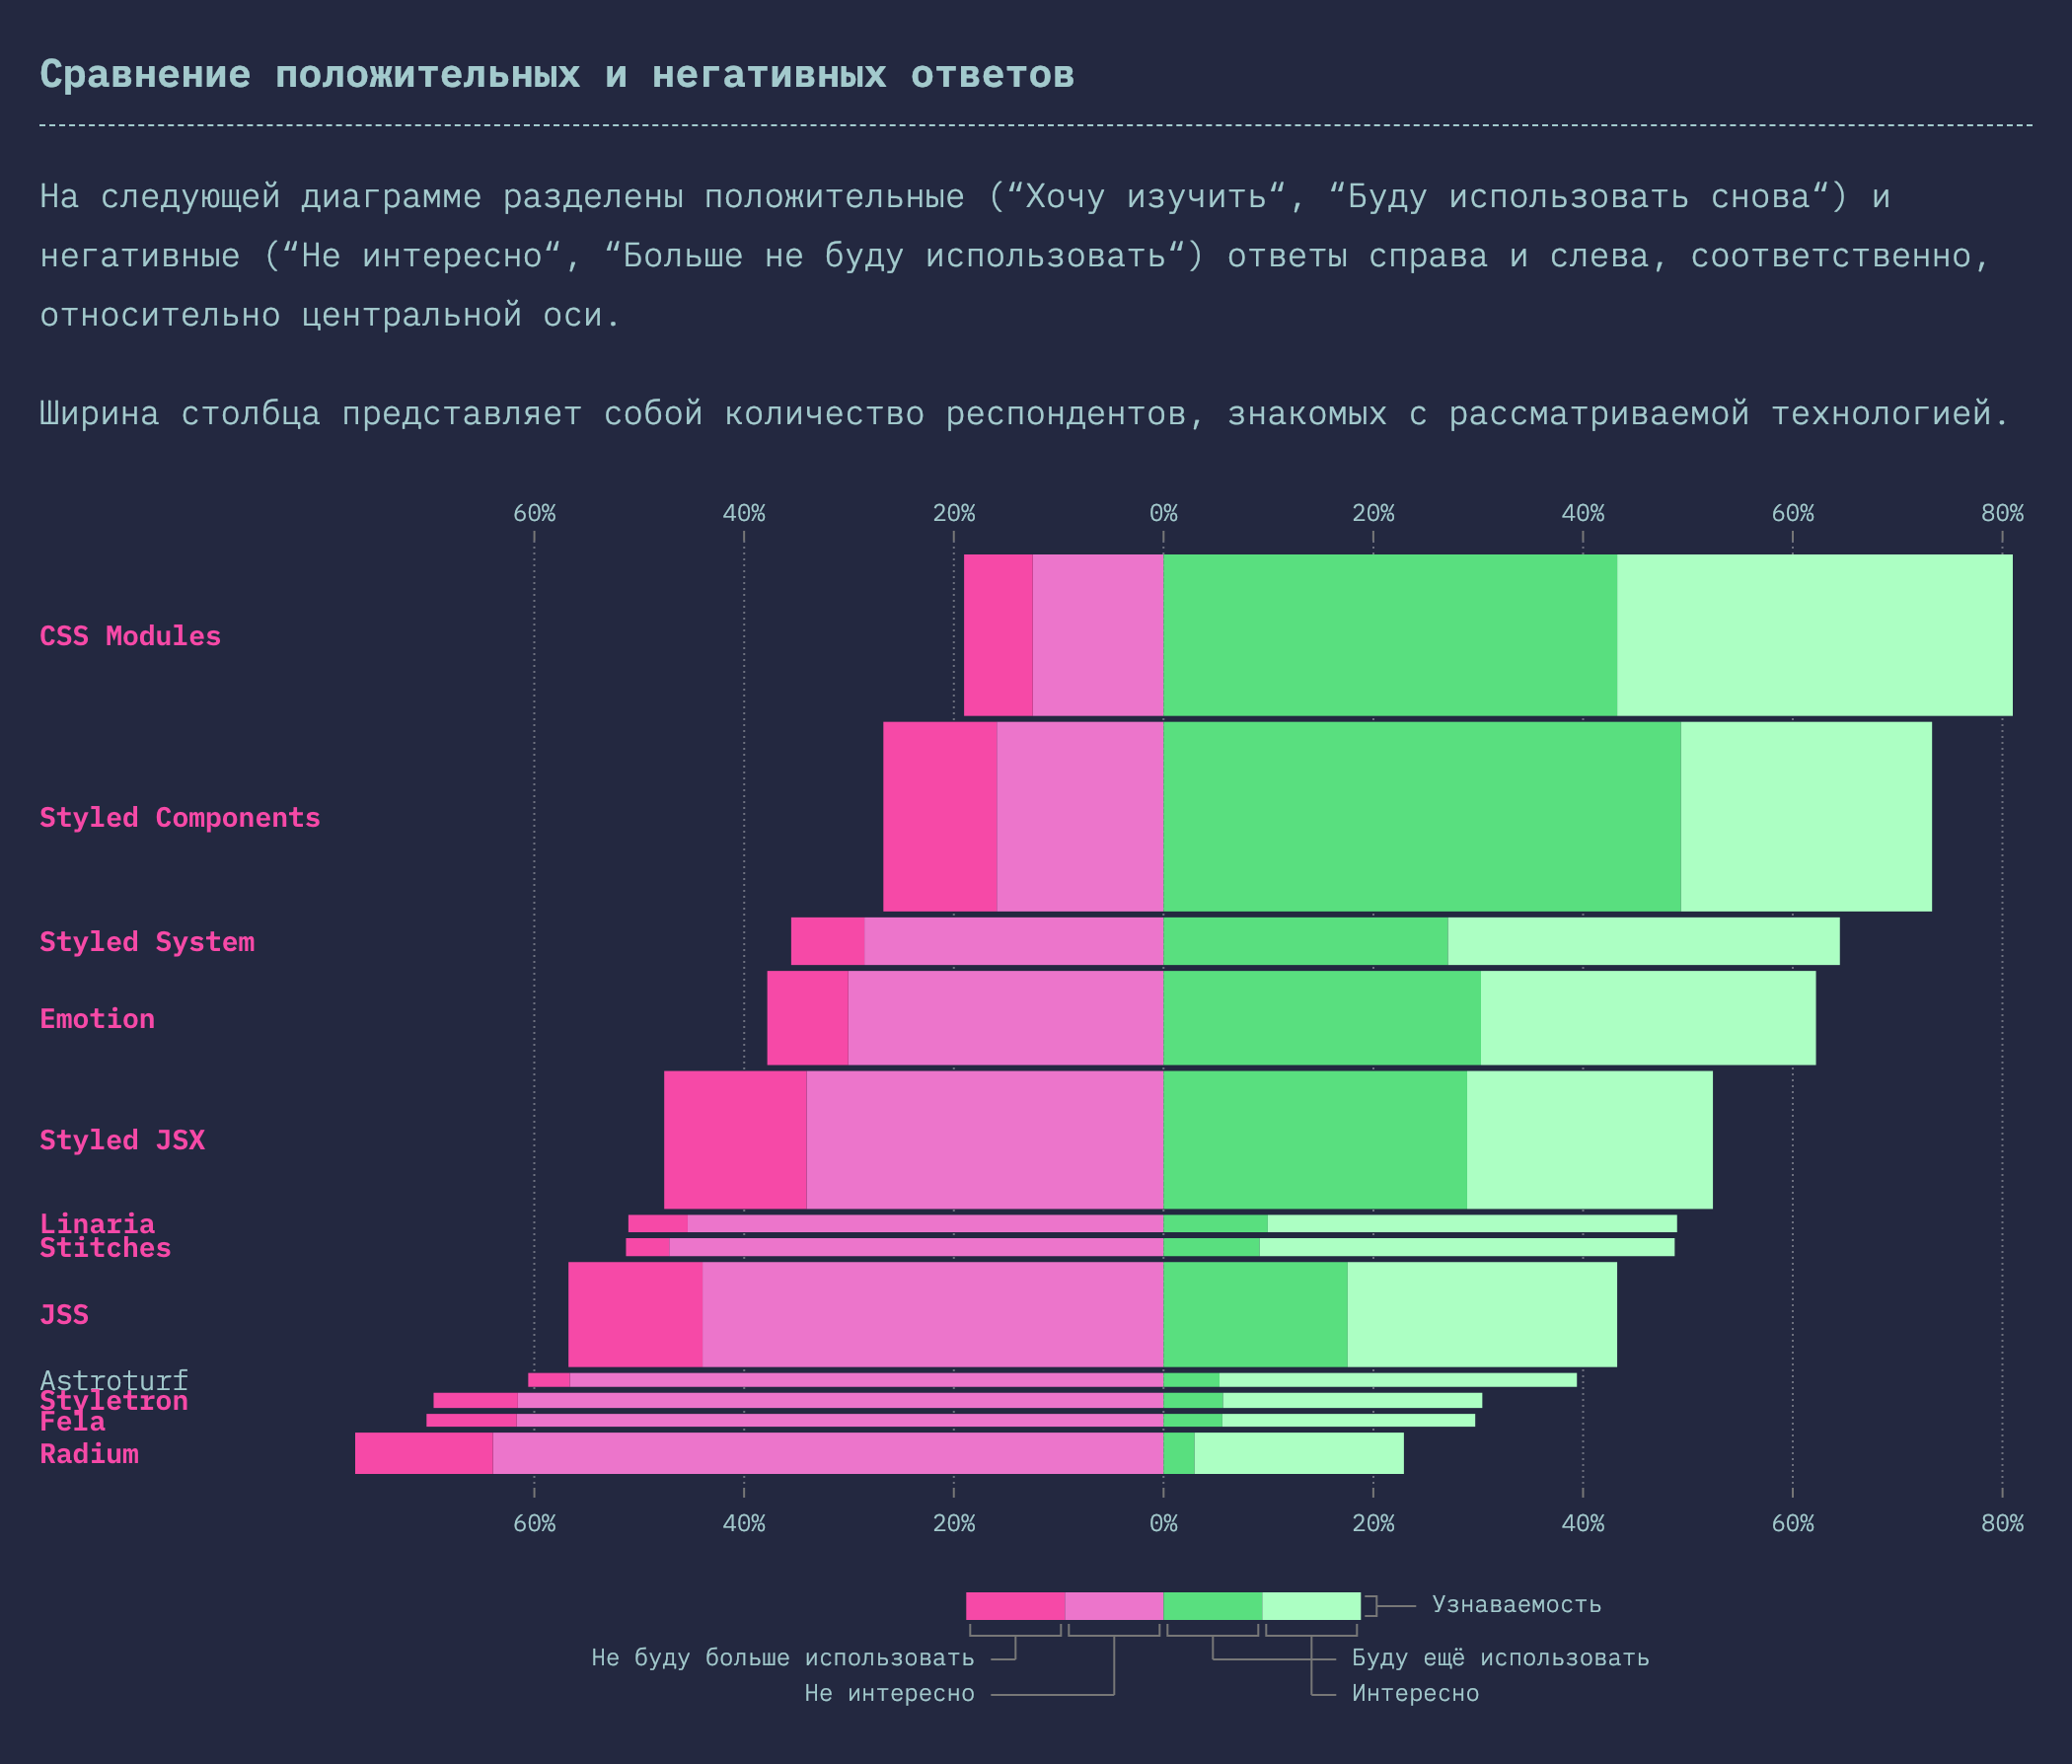 Сравнение положительных и негативных ответов
На следующей диаграмме разделены положительные (“Хочу изучить“, “Буду использовать снова“) и
негативные (“Не интересно“, “Больше не буду использовать“) ответы справа и слева, соответственно,
относительно центральной оси.
Ширина столбца представляет собой количество респондентов, знакомых с рассматриваемой технологией.
60% 40% 20% 0% 20% 40% 60% 80%
CSS Modules
Styled Components
Styled System
Emotion
Styled JSX
Linaria
Stitches
JSS
Astroturf
Styletron
Fela
Radium
60% 40% 20% 0% 20% 40% 60% 80%
Узнаваемость
Не буду больше использовать Буду ещё использовать
Не интересно Интересно